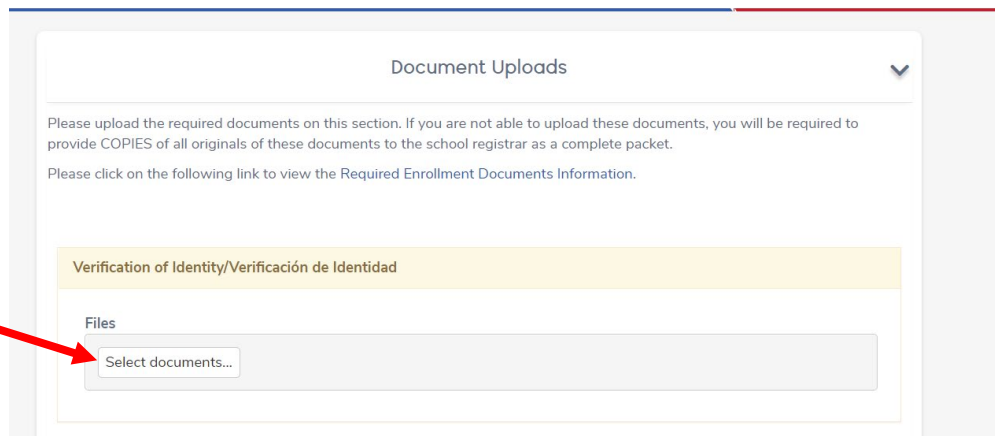 Document Uploads
Please upload the required documents on this section. If you are not able to upload these documents, you will be required to
provide COPIES of all originals of these documents to the school registrar as a complete packet.
Please click on the following link to view the Required Enrollment Documents Information.
Verification of Identity/Verificación de Identidad
Files
Select documents...